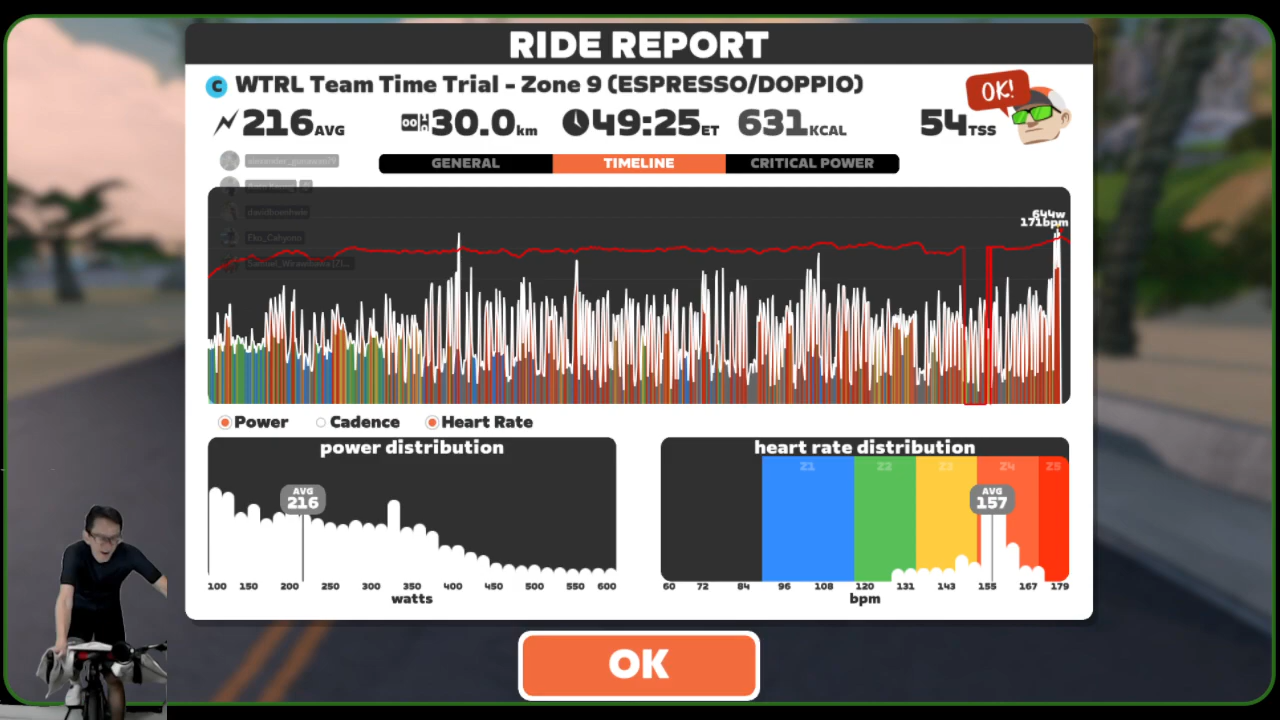 RIDE REPORT
C WTRL Team Time Trial - Zone 9 (ESPRESSO/DOPPIO)
OK!
216AVG 30.0km 49:25ET 631KCAL 54TSS
GENERAL TIMELINE CRITICAL POWER
davidbornhwie
Eko_Cahyono
644w
171bpm
Power Cadence Heart Rate
power distribution
AVG
216
100 150 200 250 300 350 400 450 500 550 600
watts
heart rate distribution
Z1 Z2 Z3 Z4 Z5
AVG
157
60 72 84 96 108 120 131 143 155 167 179
bpm
OK